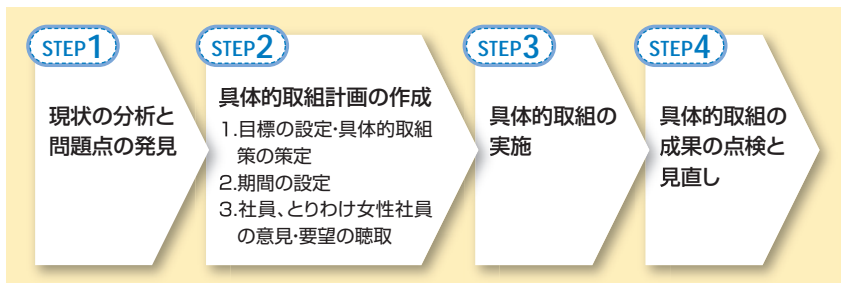 STEP1
現状の分析と
問題点の発見
STEP2
具体的取組計画の作成
1.目標の設定・具体的取組
策の策定
2.期間の設定
3.社員、とりわけ女性社員
の意見・要望の聴取
STEP3
具体的取組の
実施
STEP4
具体的取組の
成果の点検と
見直し